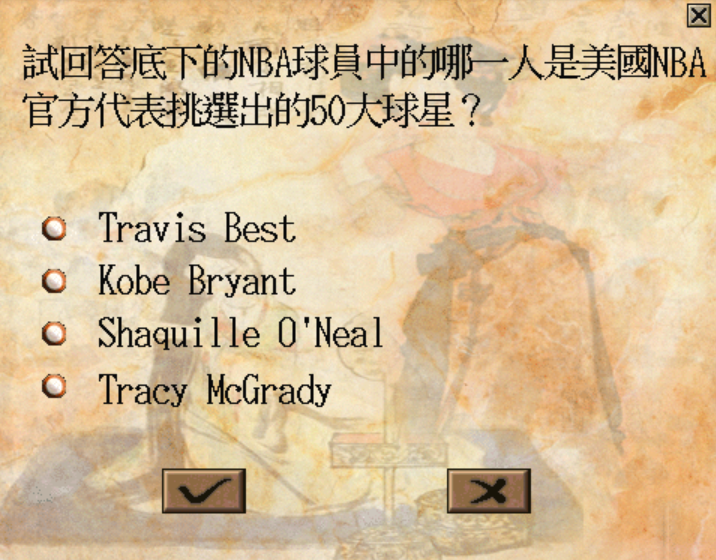 試回答底下的NBA球員中的哪一人是美國NBA
官方代表挑選出的50大球星？
Travis Best
Kobe Bryant
Shaquille O'Neal
Tracy McGrady